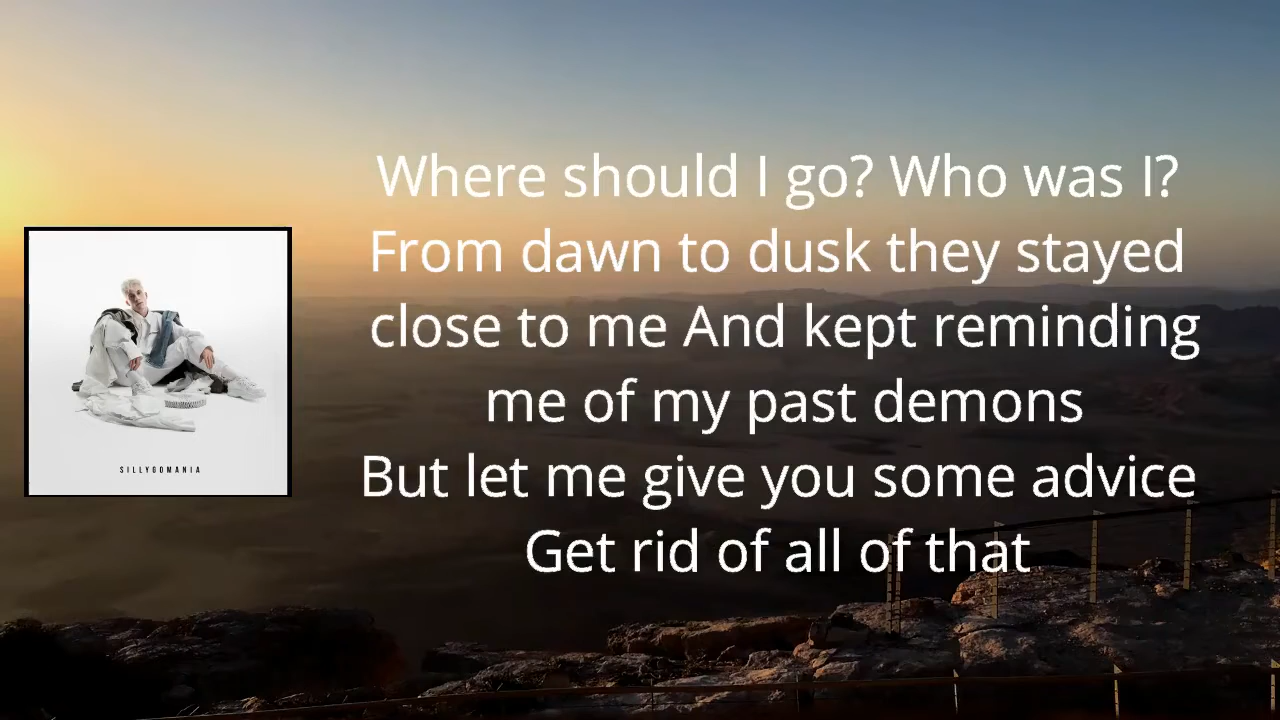 Where should I go? Who was I?
From dawn to dusk they stayed
close to me And kept reminding
me of my past demons
But let me give you some advice
Get rid of all of that
SILLYGOMANIA